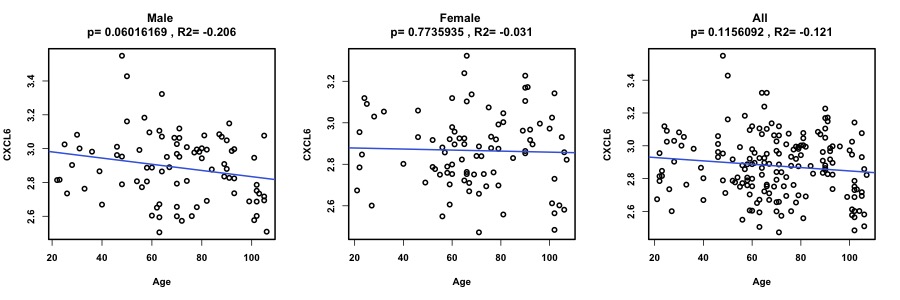 Male
p= 0.06016169 , R2= -0.206
CXCL6
3.4
3.2
3.0
2.8
2.6
20 40 60 80 100
Age
Female
p= 0.7735935 , R2= -0.031
CXCL6
3.2
3.0
2.8
2.6
20 40 60 80 100
Age
All
p= 0.1156092 , R2= -0.121
CXCL6
3.4
3.2
3.0
2.8
2.6
20 40 60 80 100
Age